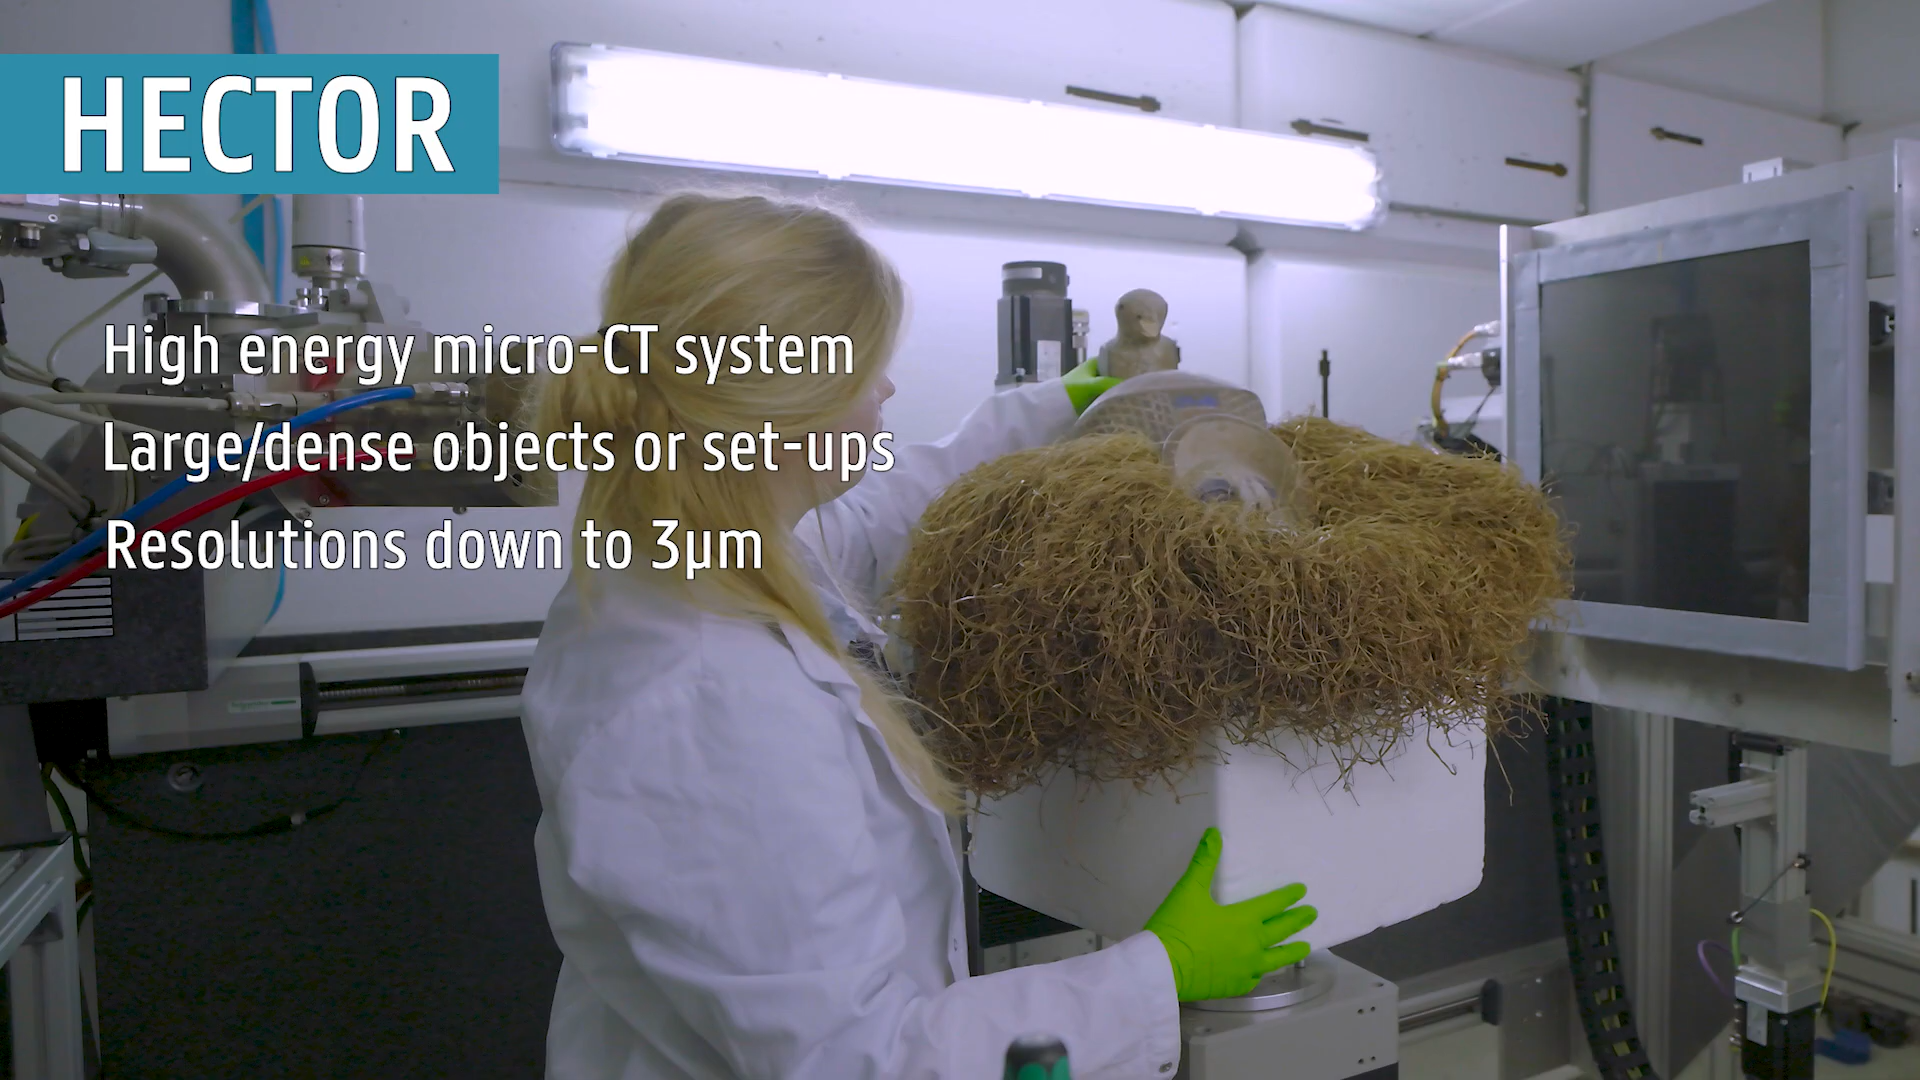 HECTOR
High energy micro-CT system
Large/dense objects or set-ups
Resolutions down to 3µm